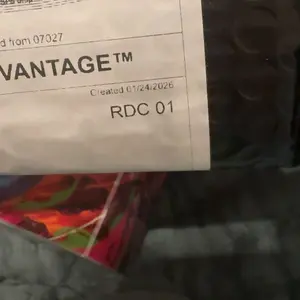 d from 07027
VANTAGE™
Created 01/24/2026
RDC 01